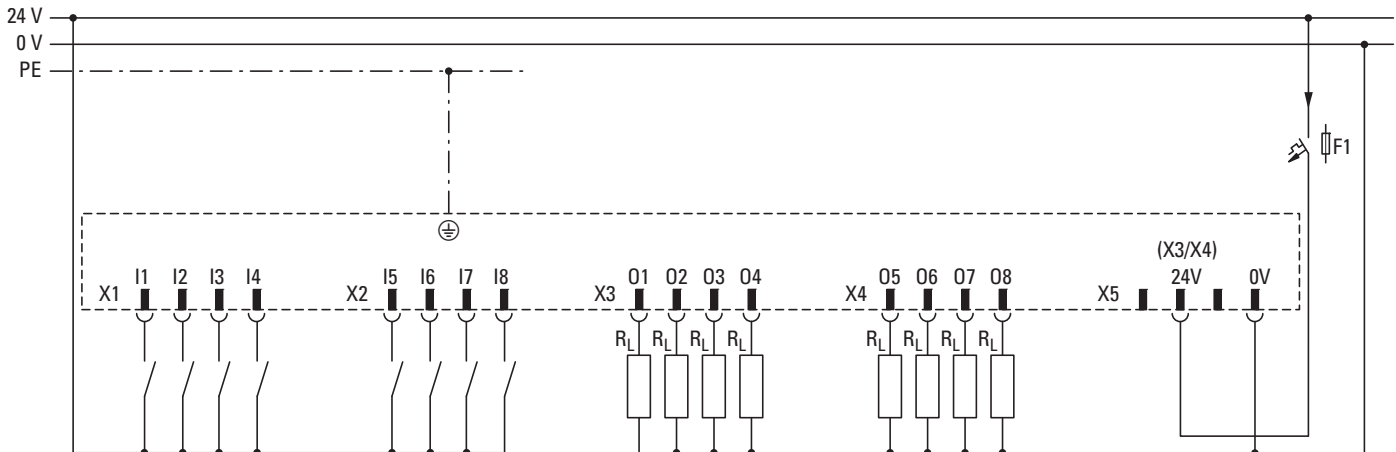 24 V
0 V
PE
F1
(X3/X4)
X1 I1 I2 I3 I4 X2 I5 I6 I7 I8 X3 O1 O2 O3 O4 X4 O5 O6 O7 O8 X5 24V 0V
RL RL RL RL RL RL RL RL